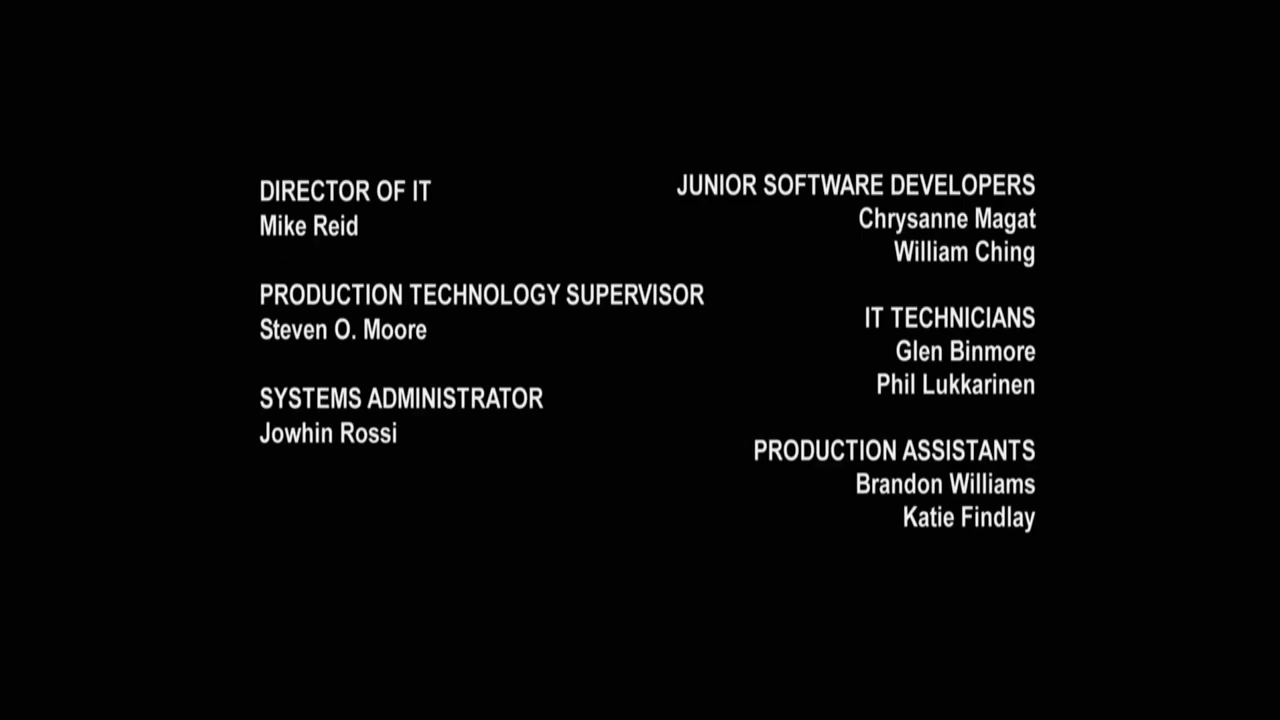 DIRECTOR OF IT
Mike Reid
PRODUCTION TECHNOLOGY SUPERVISOR
Steven O. Moore
SYSTEMS ADMINISTRATOR
Jowhin Rossi
JUNIOR SOFTWARE DEVELOPERS
Chrysanne Magat
William Ching
IT TECHNICIANS
Glen Binmore
Phil Lukkarinen
PRODUCTION ASSISTANTS
Brandon Williams
Katie Findlay